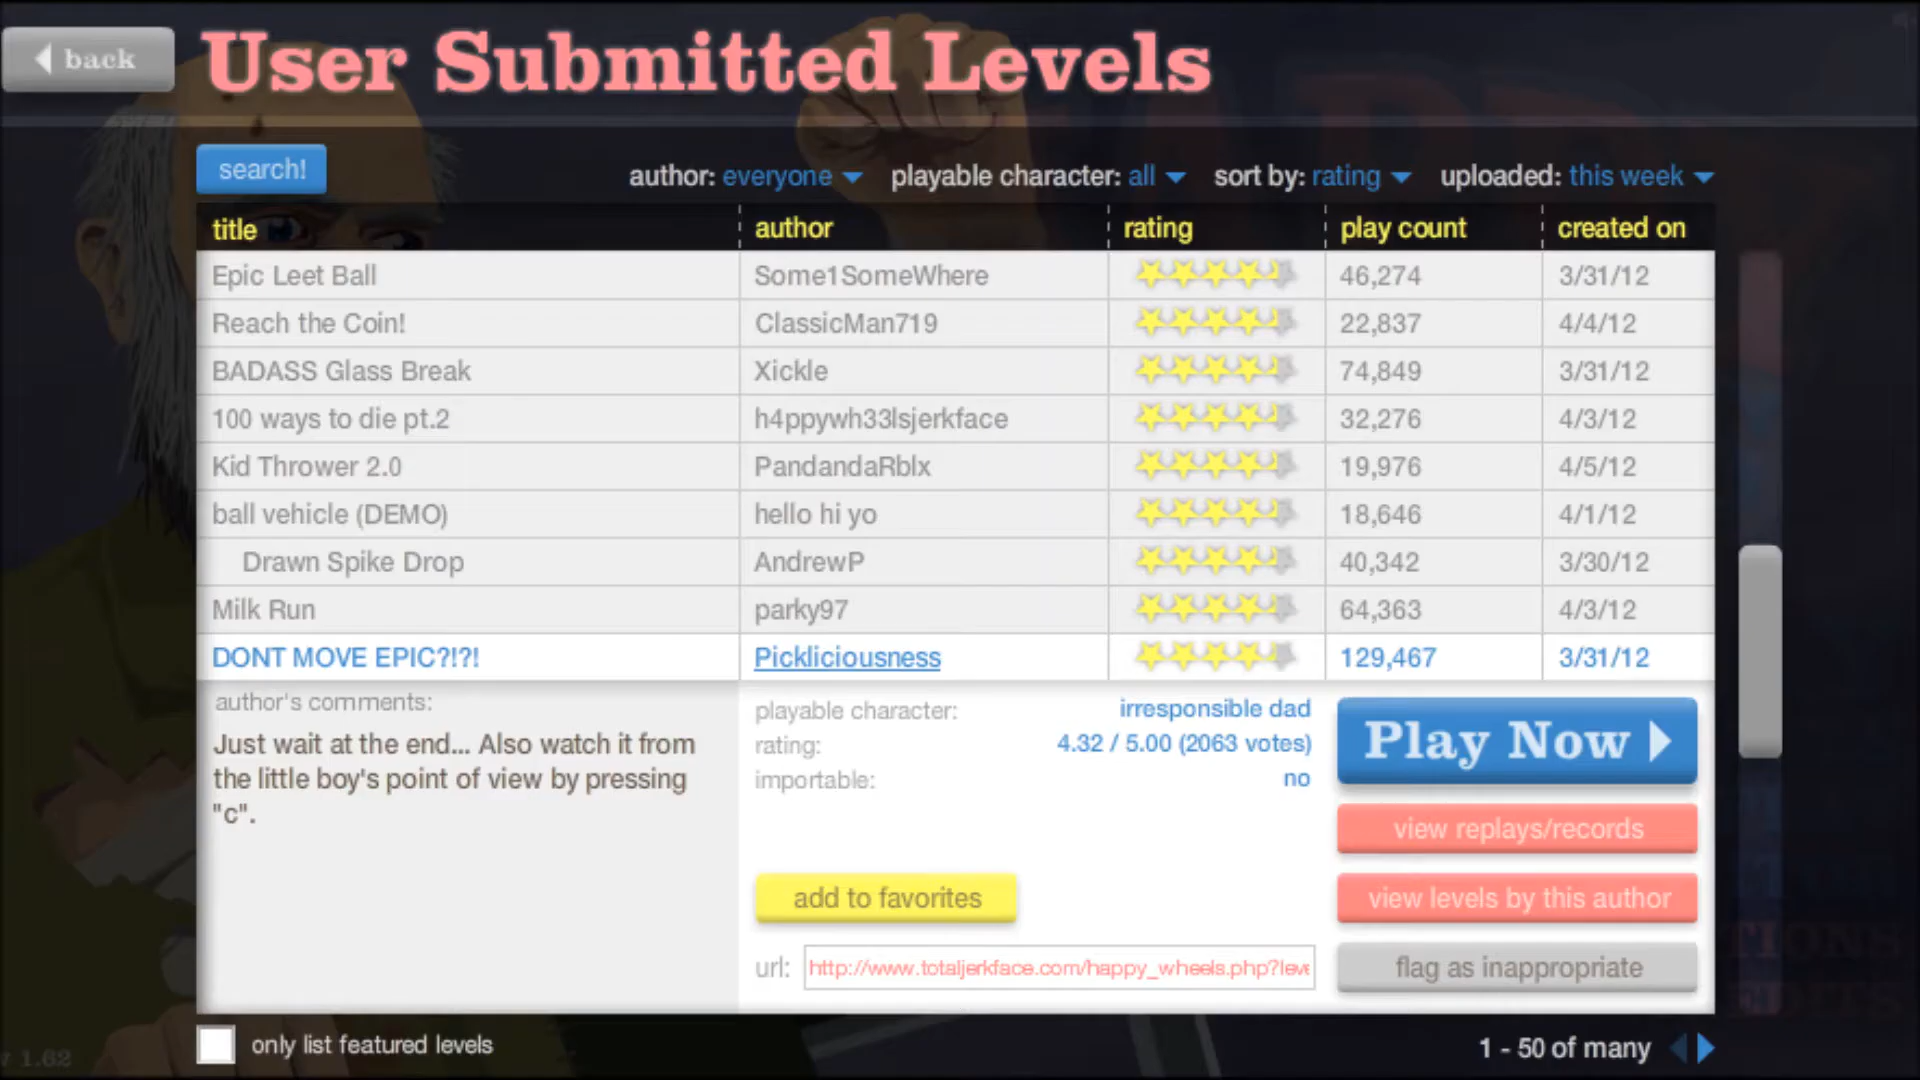 back
User Submitted Levels
search!
author: everyone playable character: all sort by: rating uploaded: this week
title author rating play count created on
Epic Leet Ball Some1SomeWhere 46,274 3/31/12
Reach the Coin! ClassicMan719 22,837 4/4/12
BADASS Glass Break Xickle 74,849 3/31/12
100 ways to die pt.2 h4ppywh33lsjerkface 32,276 4/3/12
Kid Thrower 2.0 PandandaRblx 19,976 4/5/12
ball vehicle (DEMO) hello hi yo 18,646 4/1/12
Drawn Spike Drop AndrewP 40,342 3/30/12
Milk Run parky97 64,363 4/3/12
DONT MOVE EPIC?!?! Pickliciousness 129,467 3/31/12
author's comments:
Just wait at the end... Also watch it from
the little boy's point of view by pressing
"c".
playable character: irresponsible dad
rating: 4.32 / 5.00 (2063 votes)
importable: no
add to favorites
url: http://www.totaljerkface.com/happy_wheels.php?leve
Play Now
view replays/records
view levels by this author
flag as inappropriate
only list featured levels
1 - 50 of many
v 1.62